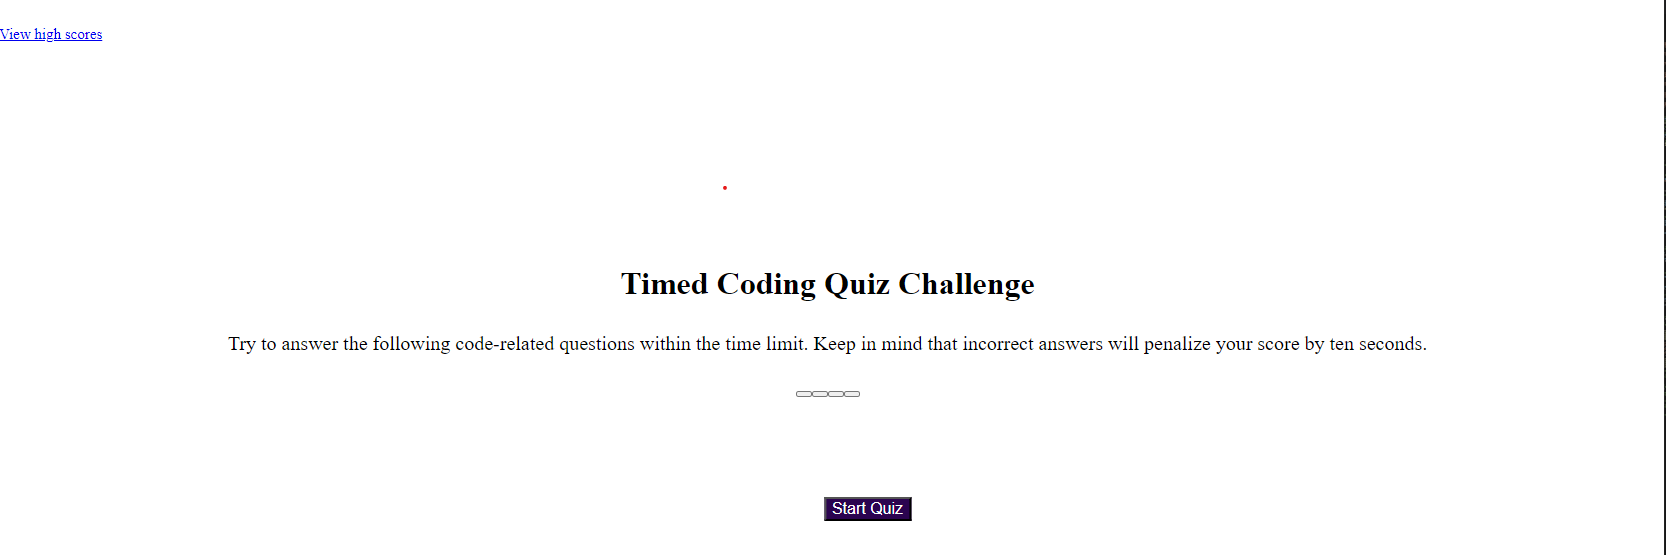 View high scores
Timed Coding Quiz Challenge
Try to answer the following code-related questions within the time limit. Keep in mind that incorrect answers will penalize your score by ten seconds.
Start Quiz